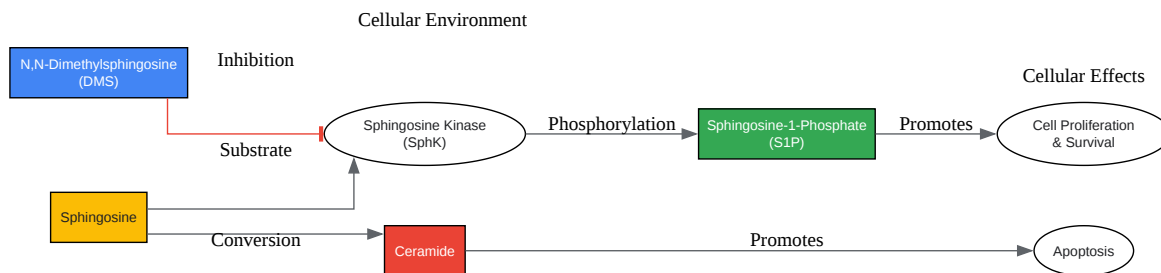 Cellular Environment
N,N-Dimethylsphingosine
(DMS)
Inhibition
Cellular Effects
Sphingosine Kinase
(SphK)
Phosphorylation
Sphingosine-1-Phosphate
(S1P)
Promotes
Cell Proliferation
& Survival
Substrate
Sphingosine
Conversion
Ceramide
Promotes
Apoptosis